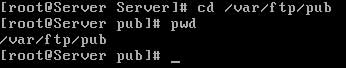 [root@Server Server]# cd /var/ftp/pub
[root@Server pub]# pwd
/var/ftp/pub
[root@Server pub]# _